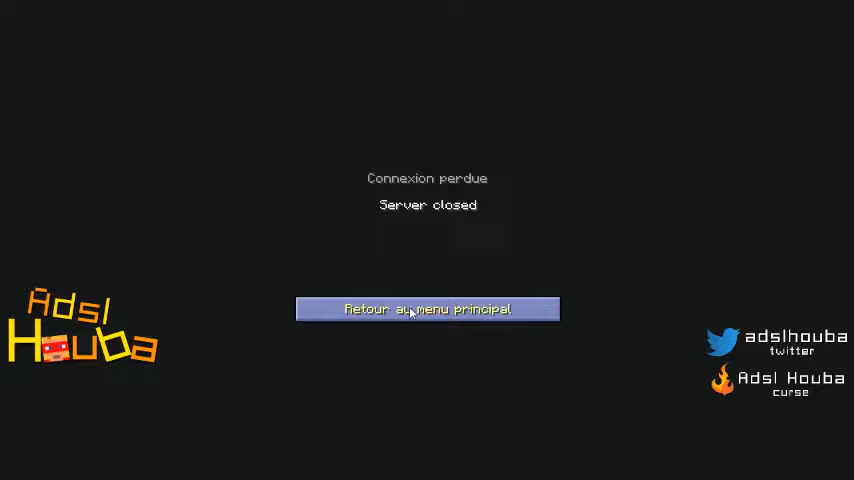 Connexion perdue
Server closed
Retour au menu principal
Adsl
Houba
adslhouba
twitter
Adsl Houba
curse